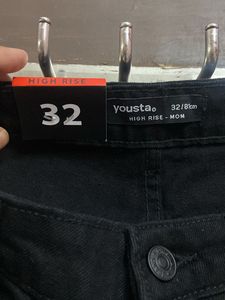 HIGH RISE
32
yousta
32/81cm
HIGH RISE - MOM